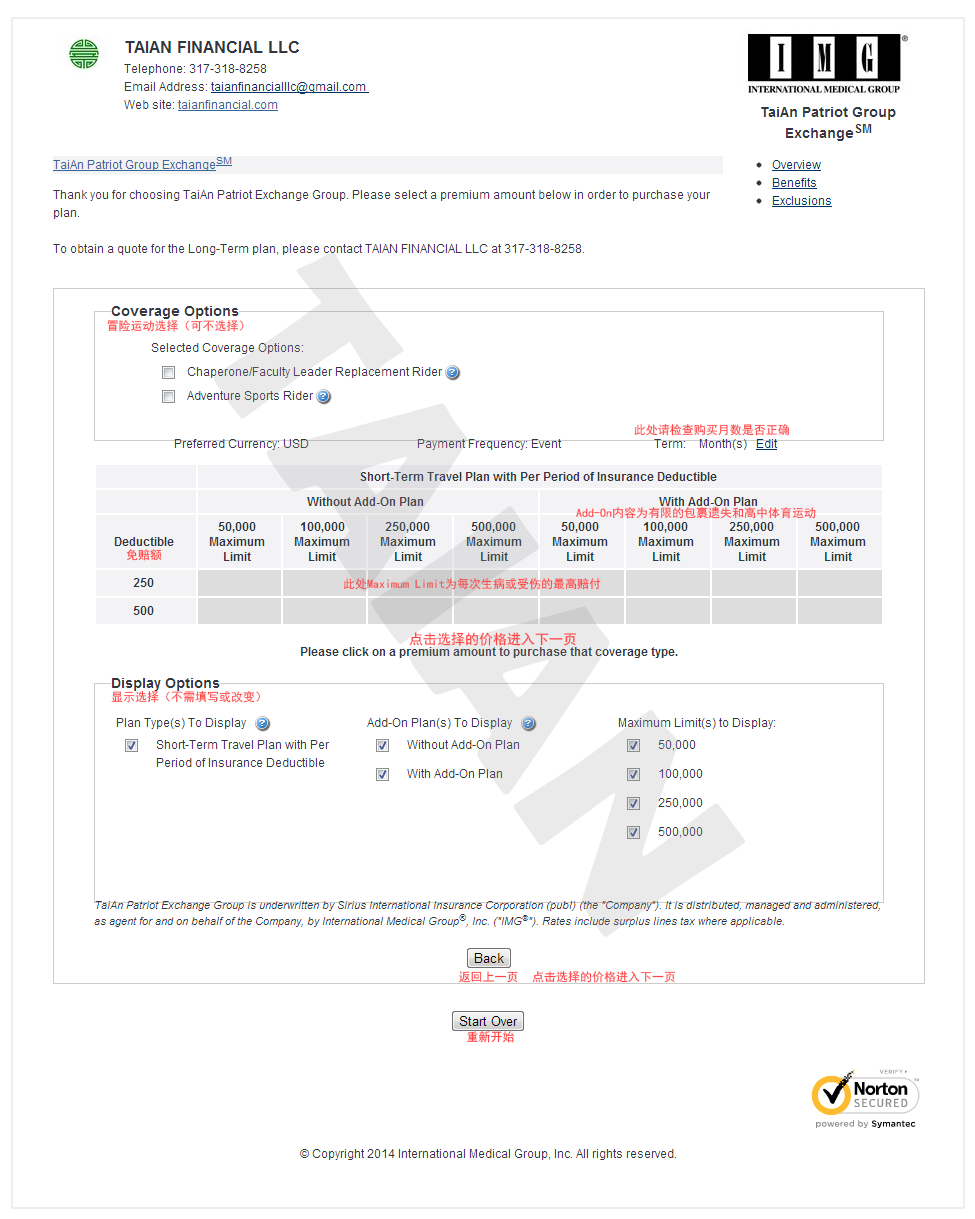 TAIAN FINANCIAL LLC
Telephone: 317-318-8258
Email Address: taianfinancialllc@gmail.com
Web site: taianfinancial.com
IMG®
INTERNATIONAL MEDICAL GROUP
TaiAn Patriot Group
Exchange SM
TaiAn Patriot Group Exchange SM
Thank you for choosing TaiAn Patriot Exchange Group. Please select a premium amount below in order to purchase your
plan.
To obtain a quote for the Long-Term plan, please contact TAIAN FINANCIAL LLC at 317-318-8258.
• Overview
• Benefits
• Exclusions
Coverage Options
冒险运动选择（可不选择）
Selected Coverage Options:
Chaperone/Faculty Leader Replacement Rider ?
Adventure Sports Rider ?
此处请检查购买月数是否正确
Preferred Currency: USD Payment Frequency: Event Term: Month(s) Edit
Short-Term Travel Plan with Per Period of Insurance Deductible
Without Add-On Plan With Add-On Plan
Add-On内容为有限的包裹遗失和高中体育运动
50,000 100,000 250,000 500,000 50,000 100,000 250,000 500,000
Deductible Maximum Maximum Maximum Maximum Maximum Maximum Maximum Maximum
免赔额 Limit Limit Limit Limit Limit Limit Limit Limit
250
此处Maximum Limit为每次生病或受伤的最高赔付
500
点击选择的价格进入下一页
Please click on a premium amount to purchase that coverage type.
Display Options
显示选择（不需填写或改变）
Plan Type(s) To Display ? Add-On Plan(s) To Display ? Maximum Limit(s) to Display:
Short-Term Travel Plan with Per Without Add-On Plan 50,000
Period of Insurance Deductible
With Add-On Plan 100,000
250,000
500,000
TaiAn Patriot Exchange Group is underwritten by Sirius International Insurance Corporation (publ) (the "Company"). It is distributed, managed and administered,
as agent for and on behalf of the Company, by International Medical Group®, Inc. ("IMG®"). Rates include surplus lines tax where applicable.
Back
返回上一页 点击选择的价格进入下一页
Start Over
重新开始
VERIFY
Norton™
SECURED
powered by Symantec
© Copyright 2014 International Medical Group, Inc. All rights reserved.
TAIAN